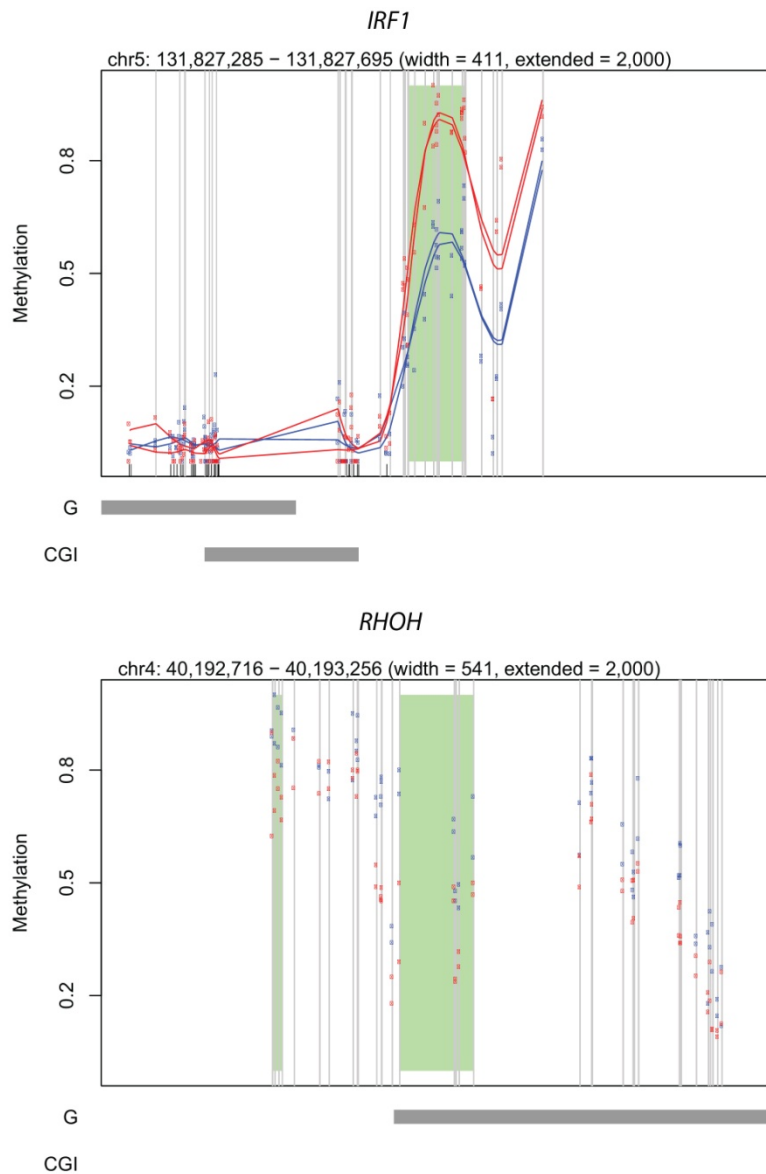 IRF1
chr5: 131,827,285 − 131,827,695 (width = 411, extended = 2,000)
0.8
0.5
0.2
Methylation
G
CGI
RHOH
chr4: 40,192,716 − 40,193,256 (width = 541, extended = 2,000)
0.8
0.5
0.2
Methylation
G
CGI